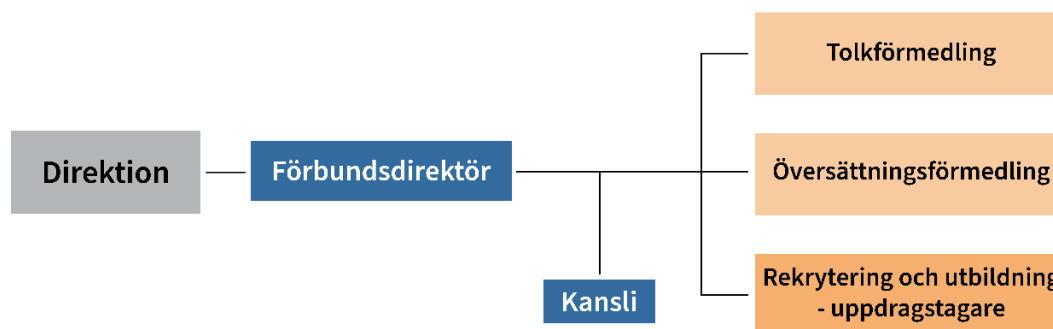 Direktion
Förbundsdirektör
Kansli
Tolkförmedling
Översättningsförmedling
Rekrytering och utbildning
- uppdragstagare